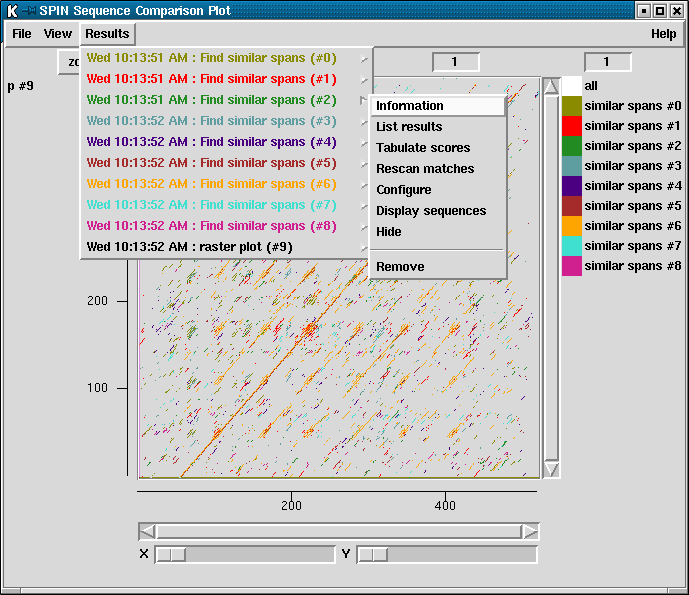 K SPIN Sequence Comparison Plot
File View Results Help
zo 1 1
p #9
Wed 10:13:51 AM : Find similar spans (#0)
Wed 10:13:51 AM : Find similar spans (#1)
Wed 10:13:51 AM : Find similar spans (#2)
Wed 10:13:52 AM : Find similar spans (#3)
Wed 10:13:52 AM : Find similar spans (#4)
Wed 10:13:52 AM : Find similar spans (#5)
Wed 10:13:52 AM : Find similar spans (#6)
Wed 10:13:52 AM : Find similar spans (#7)
Wed 10:13:52 AM : Find similar spans (#8)
Wed 10:13:52 AM : raster plot (#9)
Information
List results
Tabulate scores
Rescan matches
Configure
Display sequences
Hide
Remove
all
similar spans #0
similar spans #1
similar spans #2
similar spans #3
similar spans #4
similar spans #5
similar spans #6
similar spans #7
similar spans #8
200
100
200 400
X Y